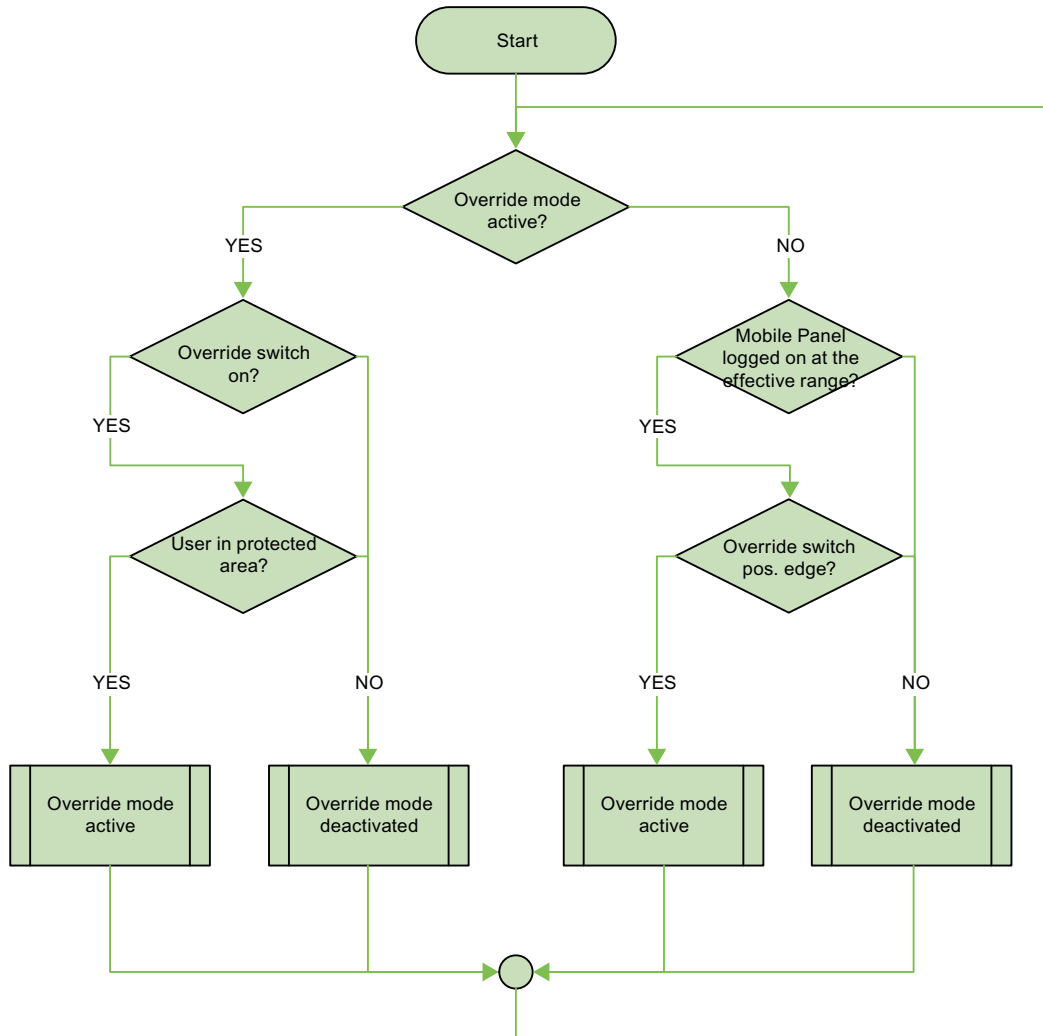 Start
Override mode
active?
YES
NO
Override switch
on?
Mobile Panel
logged on at the
effective range?
YES
YES
User in protected
area?
Override switch
pos. edge?
YES
NO
YES
NO
Override mode
active
Override mode
deactivated
Override mode
active
Override mode
deactivated